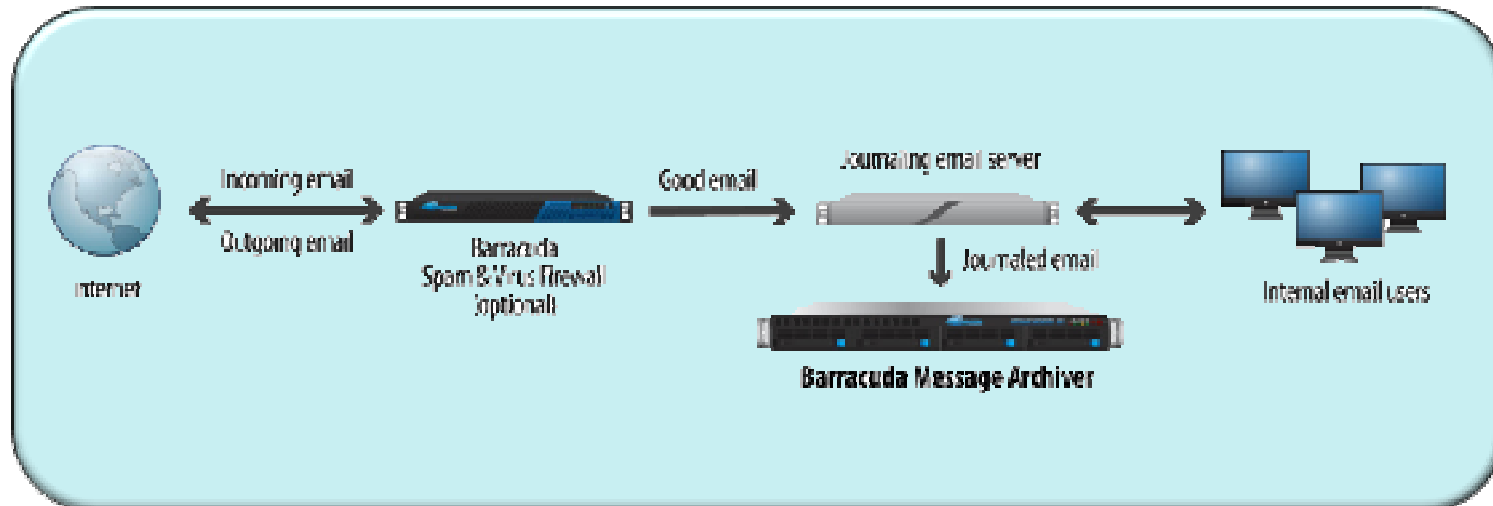 Incoming email
Outgoing email
Internet
Barracuda
Spam & Virus Firewall
(optional)
Good email
Journaling email server
Journaled email
Barracuda Message Archiver
Internal email users